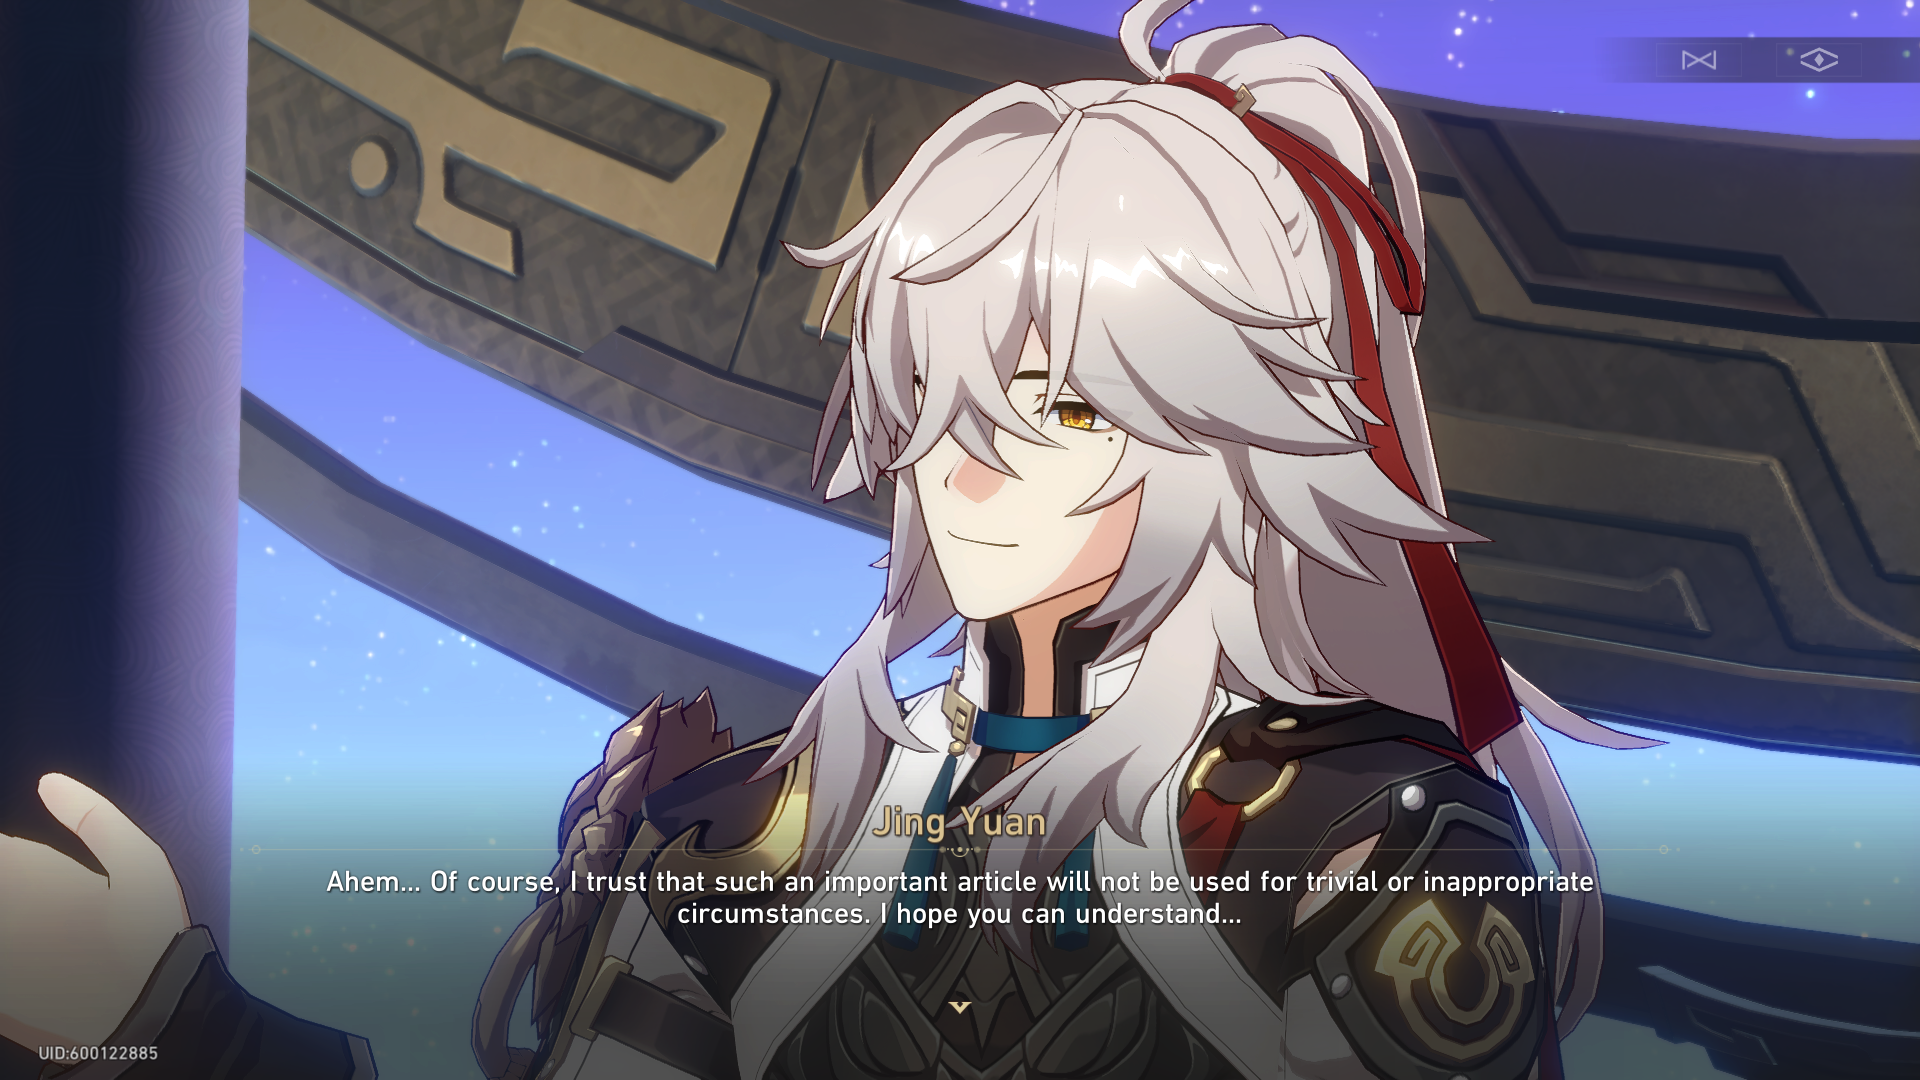 Jing Yuan
Ahem... Of course, I trust that such an important article will not be used for trivial or inappropriate
circumstances. I hope you can understand...
UID:600122885